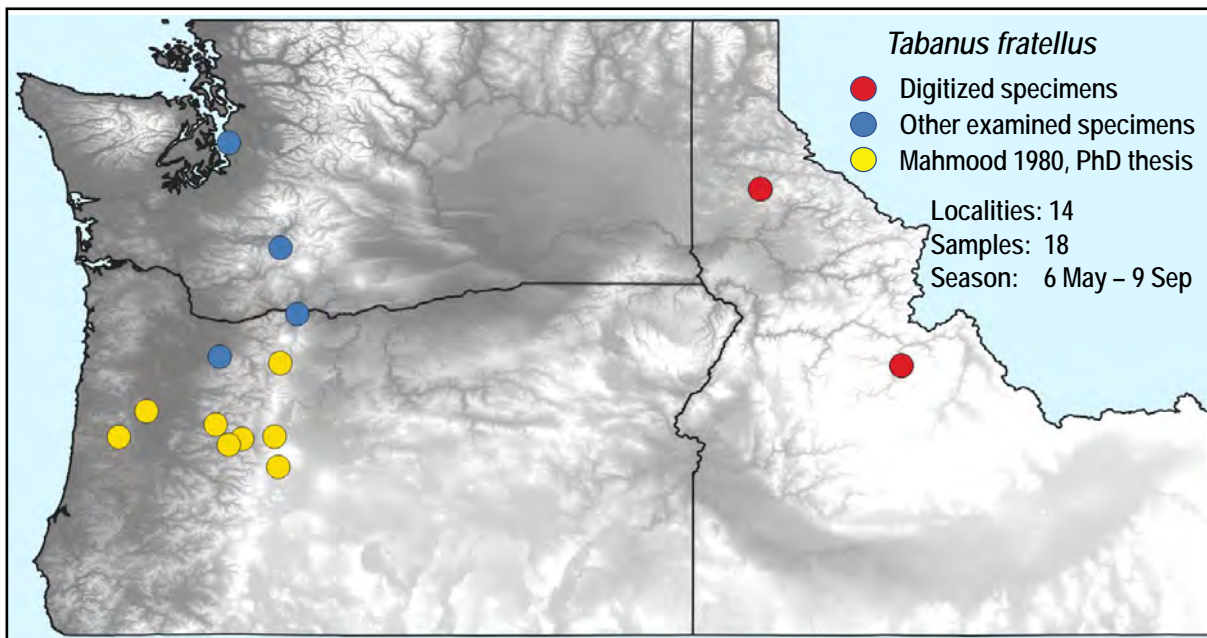 Tabanus fratellus
Digitized specimens
Other examined specimens
Mahmood 1980, PhD thesis
Localities: 14
Samples: 18
Season: 6 May – 9 Sep